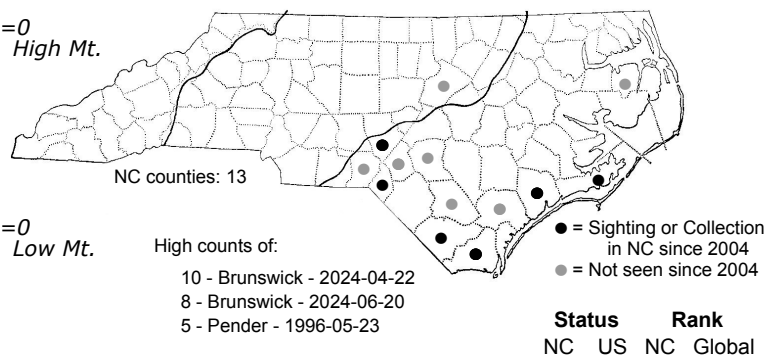 =0
High Mt.
NC counties: 13
=0
Low Mt.
High counts of:
10 - Brunswick - 2024-04-22
8 - Brunswick - 2024-06-20
5 - Pender - 1996-05-23
● = Sighting or Collection
in NC since 2004
● = Not seen since 2004
Status Rank
NC US NC Global